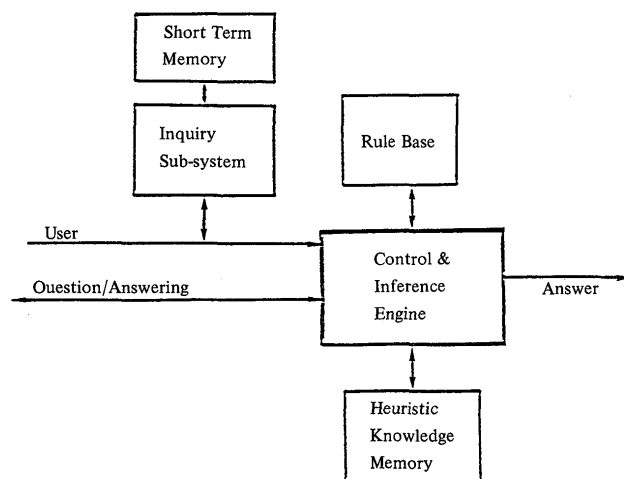 Short Term
Memory
Inquiry
Sub-system
Rule Base
User
Control &
Inference
Engine
Ouestion/Answering
Answer
Heuristic
Knowledge
Memory